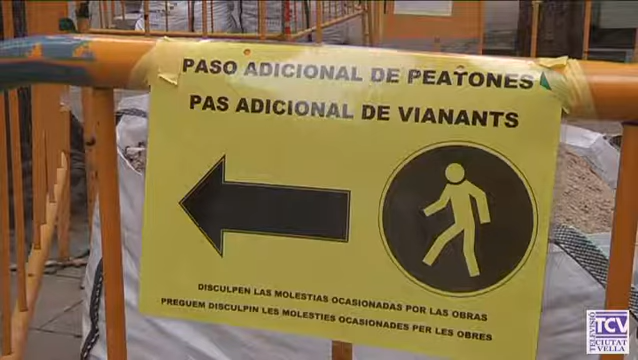 PASO ADICIONAL DE PEATONES
PAS ADICIONAL DE VIANANTS
DISCULPEN LAS MOLESTIAS OCASIONADAS POR LAS OBRAS
PREGUEM DISCULPIN LES MOLESTIES OCASIONADES PER LES OBRES
TELEVISIÓ
TCV
CIUTAT
VELLA